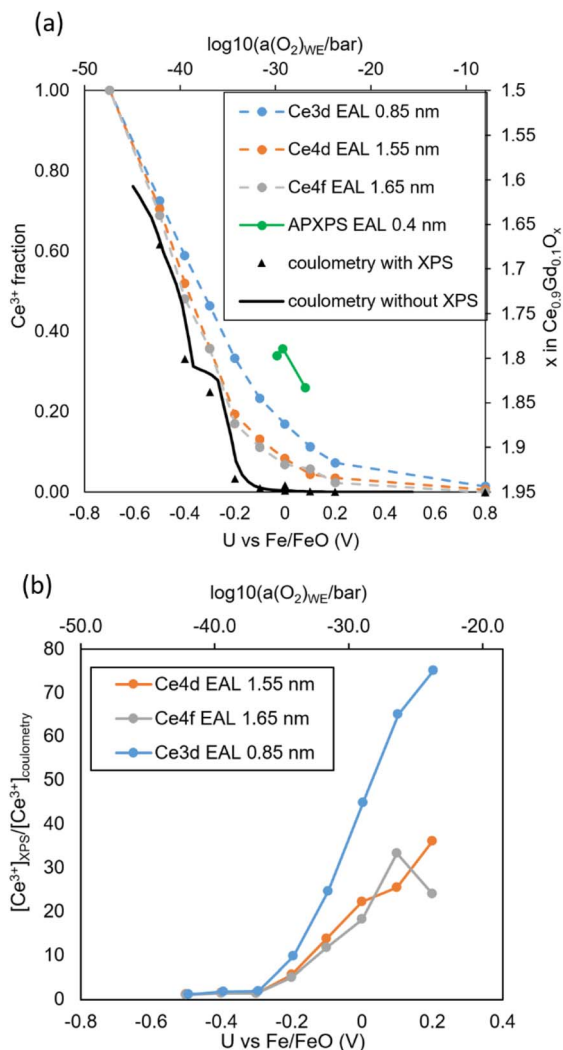 (a)
log10(a(O₂)WE/bar)
-50 -40 -30 -20 -10
1.00 0.80 0.60 0.40 0.20 0.00
Ce³⁺ fraction
Ce3d EAL 0.85 nm
Ce4d EAL 1.55 nm
Ce4f EAL 1.65 nm
APXPS EAL 0.4 nm
coulometry with XPS
coulometry without XPS
1.5 1.55 1.6 1.65 1.7 1.75 1.8 1.85 1.9 1.95
x in Ce₀.₉Gd₀.₁Oₓ
-0.8 -0.6 -0.4 -0.2 0 0.2 0.4 0.6 0.8
U vs Fe/FeO (V)
(b)
log10(a(O₂)WE/bar)
-50.0 -40.0 -30.0 -20.0
80 70 60 50 40 30 20 10 0
[Ce³⁺]XPS/[Ce³⁺]coulometry
Ce4d EAL 1.55 nm
Ce4f EAL 1.65 nm
Ce3d EAL 0.85 nm
-0.8 -0.6 -0.4 -0.2 0 0.2 0.4
U vs Fe/FeO (V)